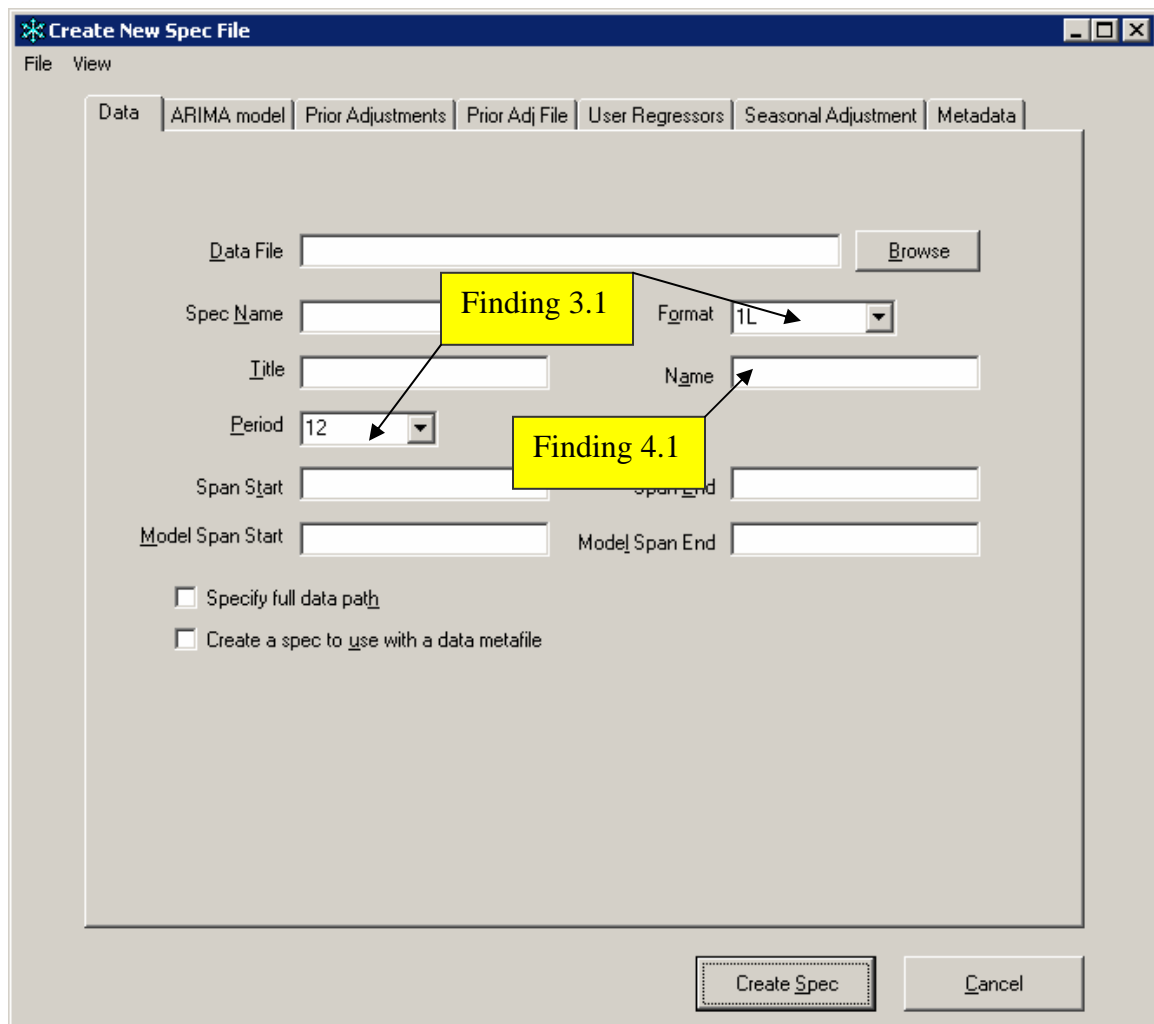 Create New Spec File
File View
Data ARIMA model Prior Adjustments Prior Adj File User Regressors Seasonal Adjustment Metadata
Data File Browse
Spec Name Finding 3.1 Format 1L
Title Name
Period 12
Finding 4.1
Span Start Span End
Model Span Start Model Span End
Specify full data path
Create a spec to use with a data metafile
Create Spec Cancel